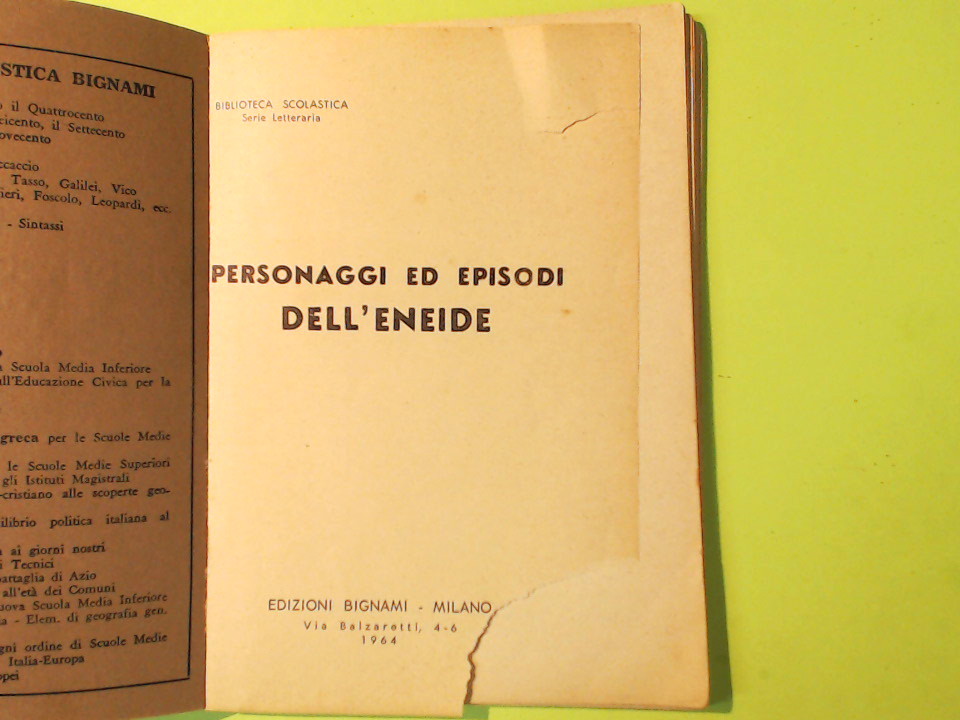 STICA BIGNAMI
o il Quattrocento
cicento, il Settecento
ovecento
ccaccio
Tasso, Galilei, Vico
ieri, Foscolo, Leopardi, ecc.
- Sintassi
a Scuola Media Inferiore
all'Educazione Civica per la
greca per le Scuole Medie
le Scuole Medie Superiori
gli Istituti Magistrali
-cristiano alle scoperte geo-
ilibrio politica italiana al
a ai giorni nostri
i Tecnici
battaglia di Azio
all'età dei Comuni
uova Scuola Media Inferiore
ia - Elem. di geografia gen.
gni ordine di Scuole Medie
Italia-Europa
opei
BIBLIOTECA SCOLASTICA
Serie Letteraria
PERSONAGGI ED EPISODI
DELL'ENEIDE
EDIZIONI BIGNAMI - MILANO
Via Balzaretti, 4-6
1964